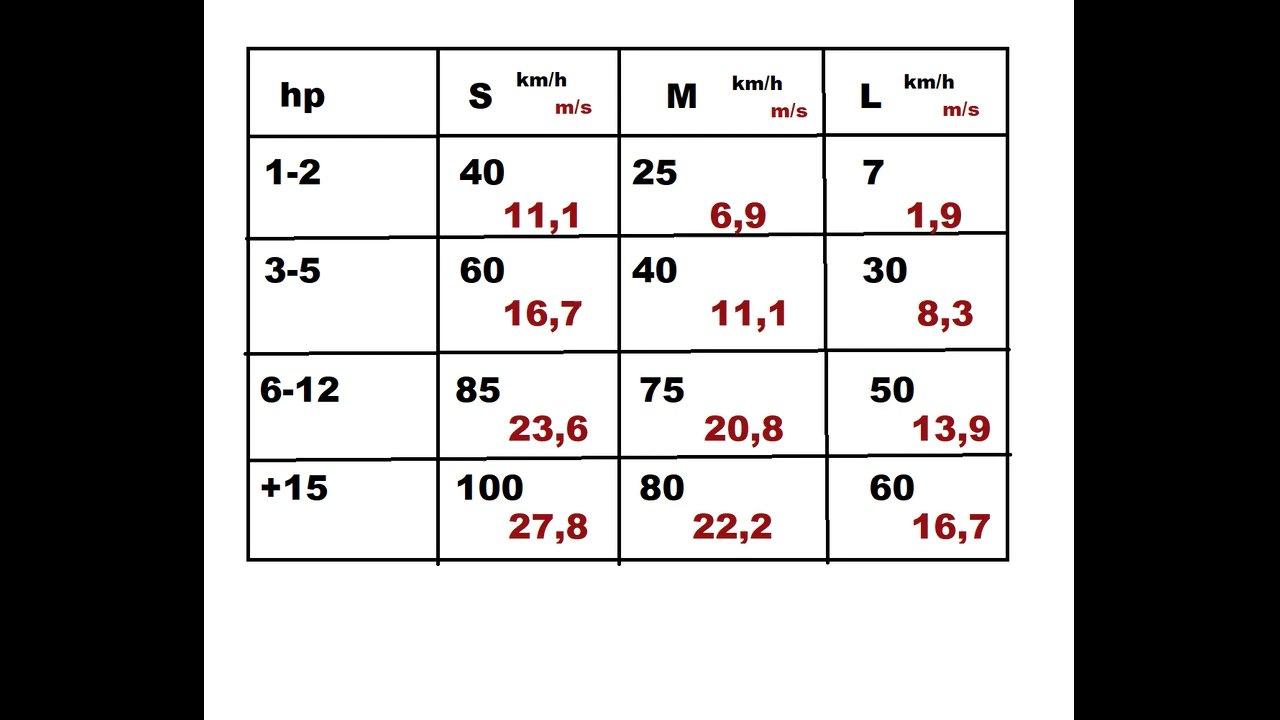 hp S km/h M km/h L km/h
m/s m/s m/s
1-2 40 25 7
11,1 6,9 1,9
3-5 60 40 30
16,7 11,1 8,3
6-12 85 75 50
23,6 20,8 13,9
+15 100 80 60
27,8 22,2 16,7